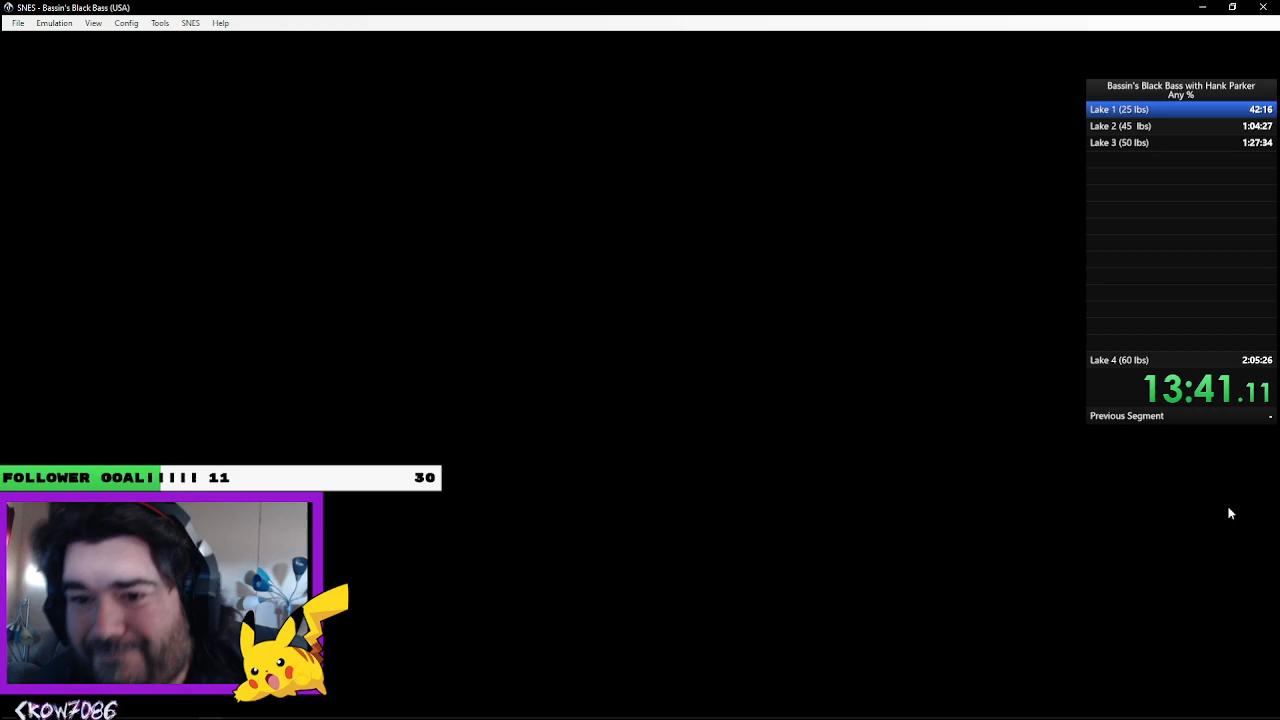 SNES - Bassin's Black Bass (USA)
File Emulation View Config Tools SNES Help
Bassin's Black Bass with Hank Parker
Any %
Lake 1 (25 lbs) 42:16
Lake 2 (45 lbs) 1:04:27
Lake 3 (50 lbs) 1:27:34
Lake 4 (60 lbs) 2:05:26
13:41.11
Previous Segment -
FOLLOWER GOAL!!!!! 11 30
CKOW7086